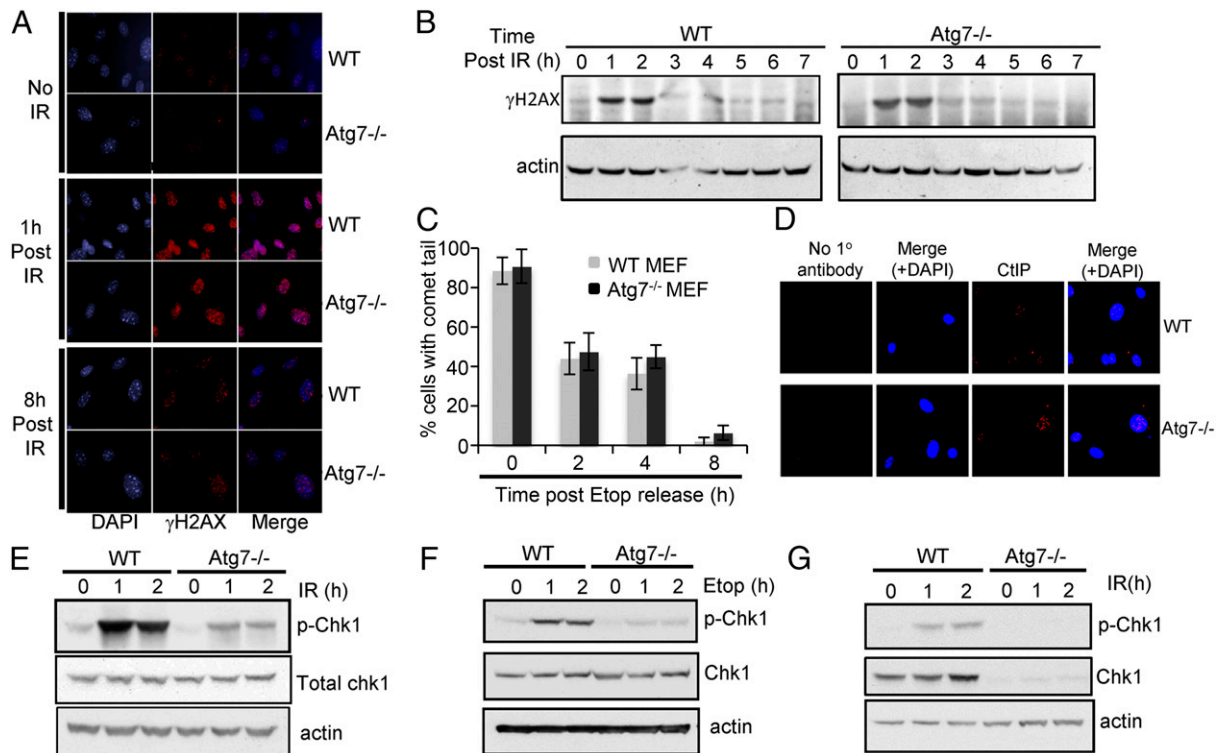 A
No IR
WT
Atg7-/-
1h Post IR
WT
Atg7-/-
8h Post IR
WT
Atg7-/-
DAPI γH2AX Merge
B
Time Post IR (h)
WT Atg7-/-
0 1 2 3 4 5 6 7 0 1 2 3 4 5 6 7
γH2AX
actin
C
% cells with comet tail
100
80
60
40
20
0
WT MEF
Atg7-/- MEF
0 2 4 8
Time post Etop release (h)
D
No 1º antibody
Merge (+DAPI)
CtIP
Merge (+DAPI)
WT
Atg7-/-
E
WT Atg7-/-
0 1 2 0 1 2 IR (h)
p-Chk1
Total chk1
actin
F
WT Atg7-/-
0 1 2 0 1 2 Etop (h)
p-Chk1
Chk1
actin
G
WT Atg7-/-
0 1 2 0 1 2 IR(h)
p-Chk1
Chk1
actin